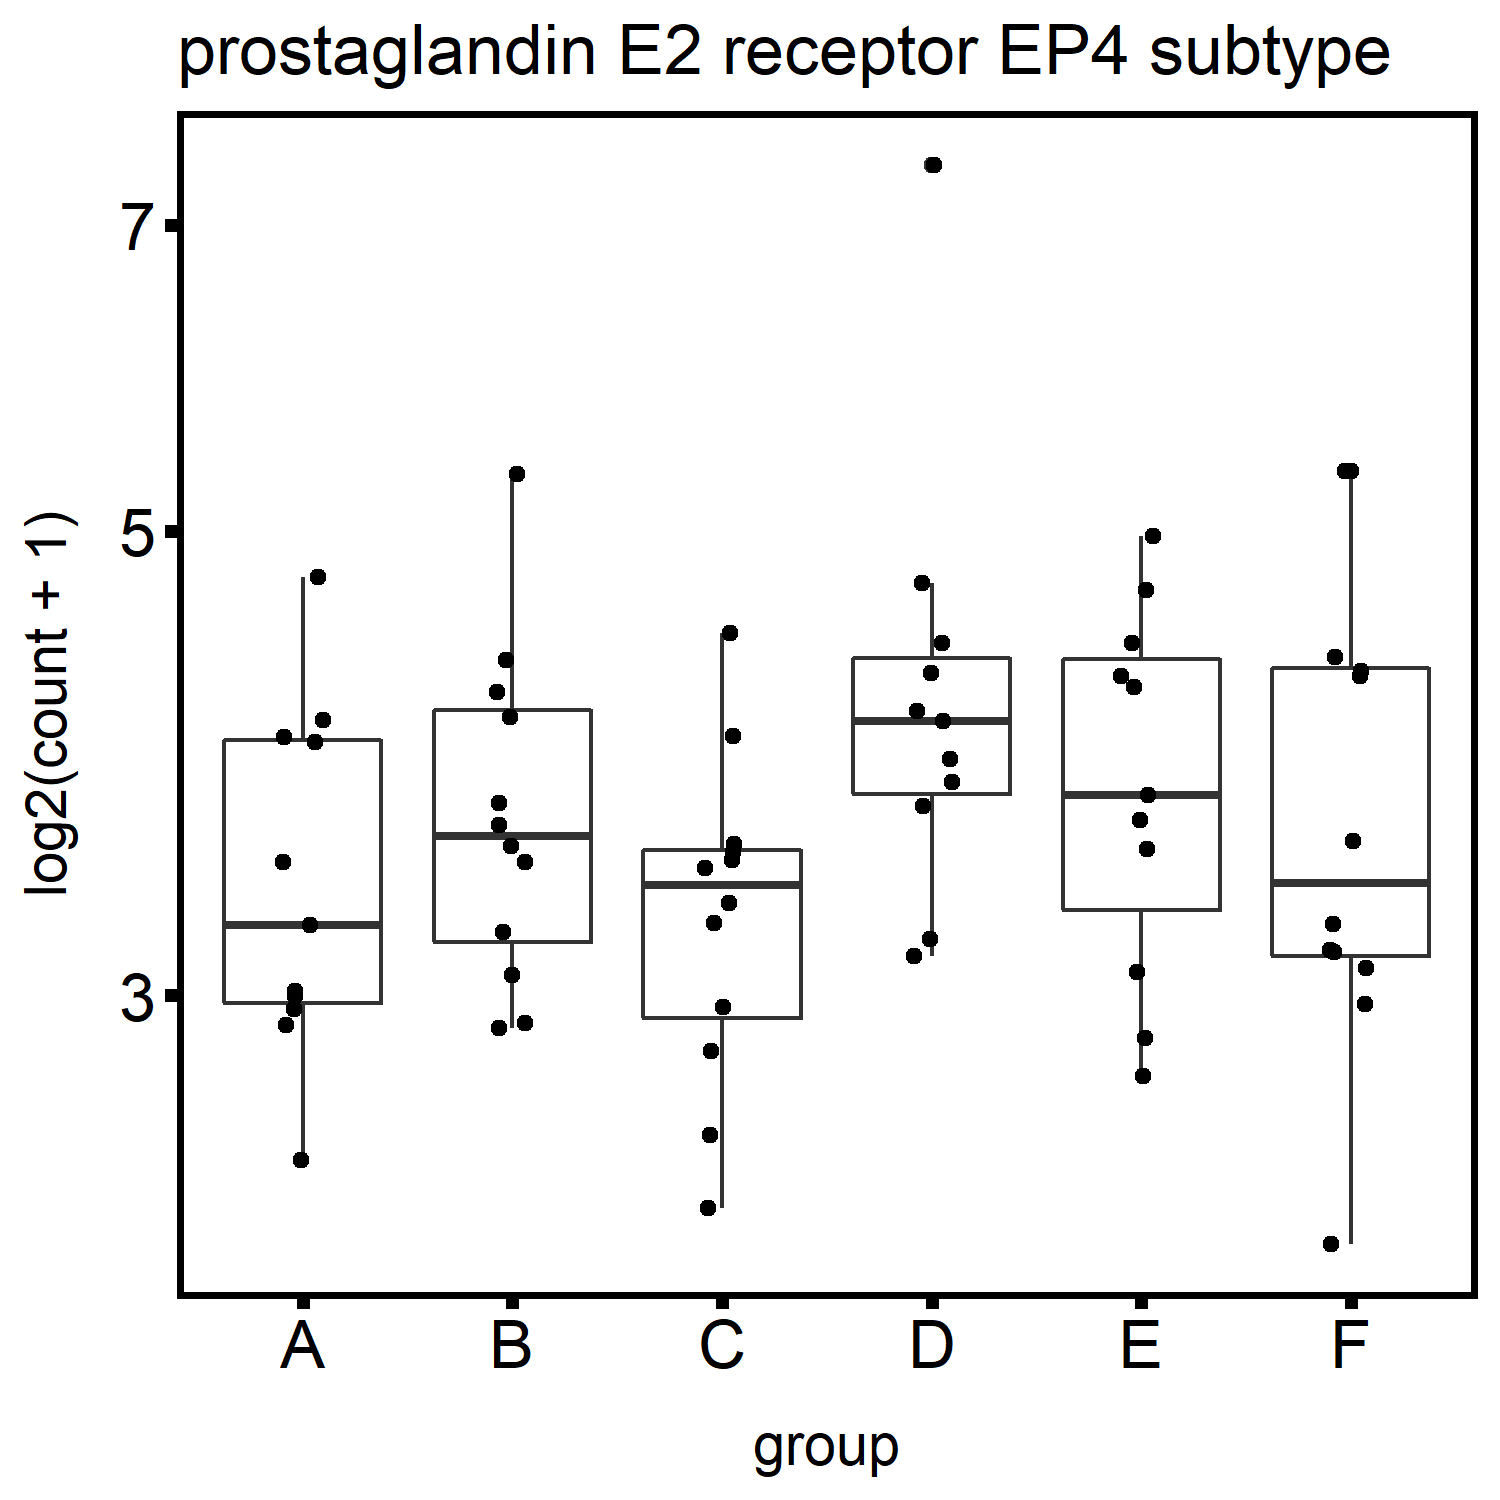 prostaglandin E2 receptor EP4 subtype
log2(count + 1)
7
5
3
A B C D E F
group